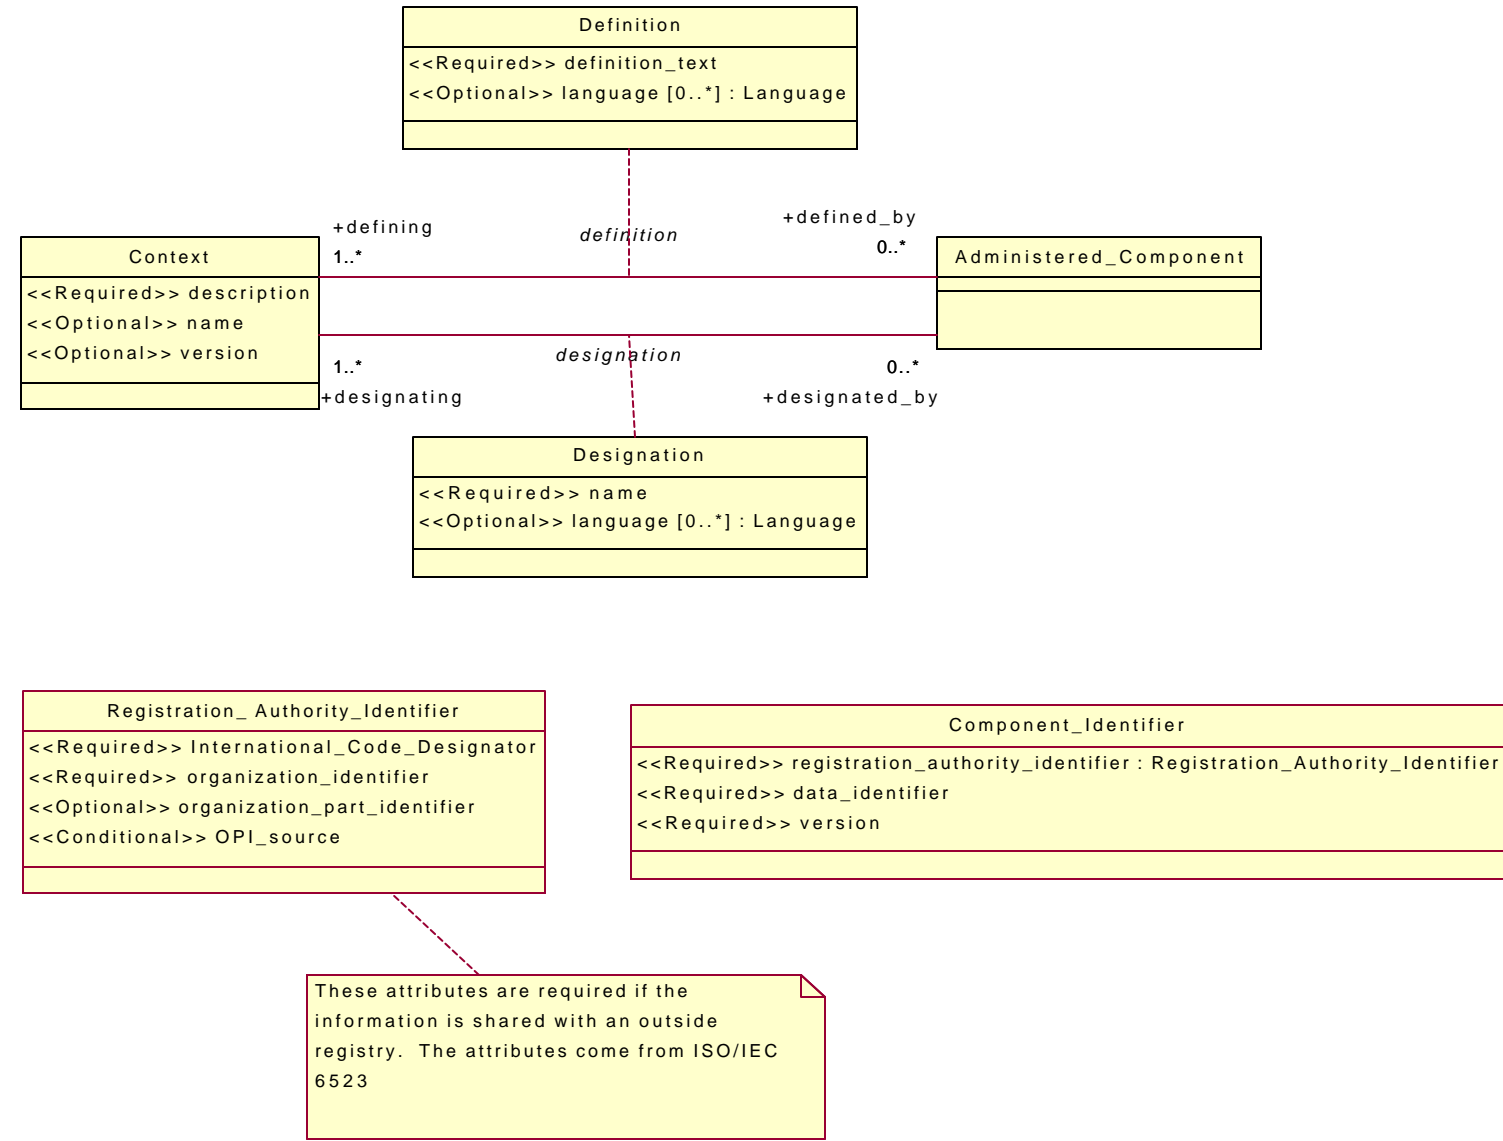 Definition
<<Required>> definition_text
<<Optional>> language [0..*] : Language
+defining
definition
+defined_by
1..*
0..*
Context
<<Required>> description
<<Optional>> name
<<Optional>> version
Administered_Component
designation
1..*
0..*
+designating
+designated_by
Designation
<<Required>> name
<<Optional>> language [0..*] : Language
Registration_ Authority_Identifier
<<Required>> International_Code_Designator
<<Required>> organization_identifier
<<Optional>> organization_part_identifier
<<Conditional>> OPI_source
Component_Identifier
<<Required>> registration_authority_identifier : Registration_Authority_Identifier
<<Required>> data_identifier
<<Required>> version
These attributes are required if the
information is shared with an outside
registry.  The attributes come from ISO/IEC
6523